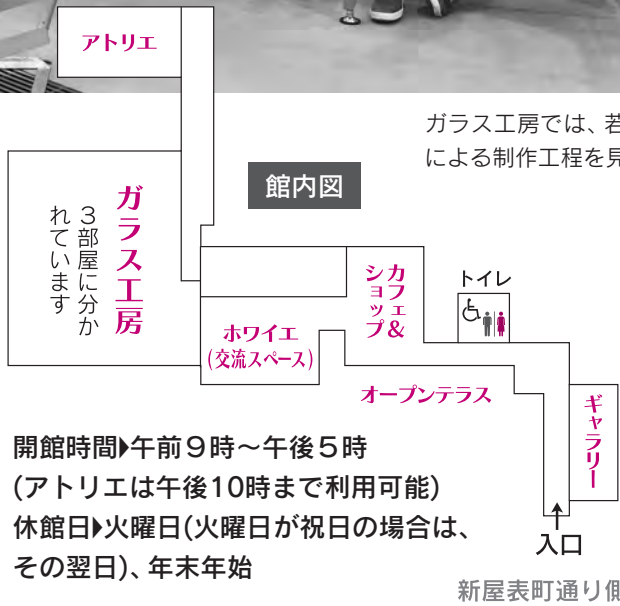 アトリエ
ガラス工房では、若
による制作工程を見
館内図
ガラス工房
３部屋に分か
れています
カフェ&
ショップ
トイレ
ホワイエ
(交流スペース)
オープンテラス
ギャラリー
開館時間▶午前９時～午後５時
(アトリエは午後10時まで利用可能)
休館日▶火曜日(火曜日が祝日の場合は、
その翌日)、年末年始
入口
新屋表町通り側